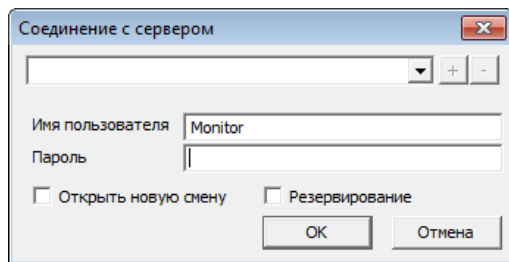 Соединение с сервером
+ -
Имя пользователя Monitor
Пароль
Открыть новую смену Резервирование
OK Отмена